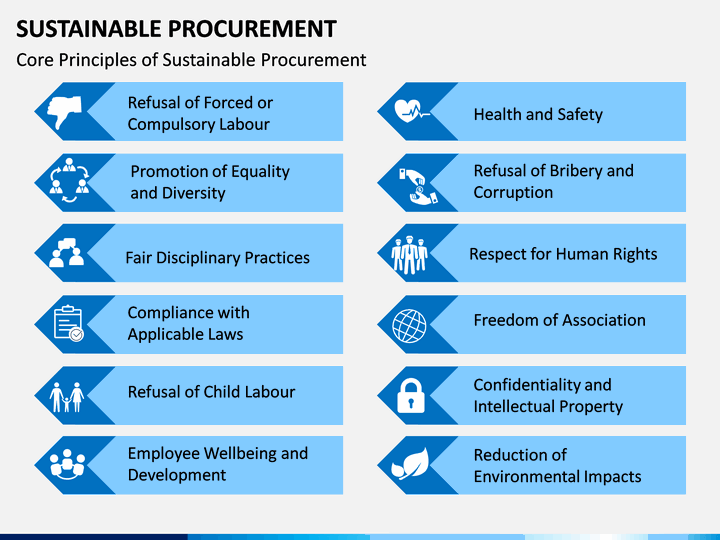 SUSTAINABLE PROCUREMENT
Core Principles of Sustainable Procurement
Refusal of Forced or
Compulsory Labour
Promotion of Equality
and Diversity
Fair Disciplinary Practices
Compliance with
Applicable Laws
Refusal of Child Labour
Employee Wellbeing and
Development
Health and Safety
Refusal of Bribery and
Corruption
Respect for Human Rights
Freedom of Association
Confidentiality and
Intellectual Property
Reduction of
Environmental Impacts